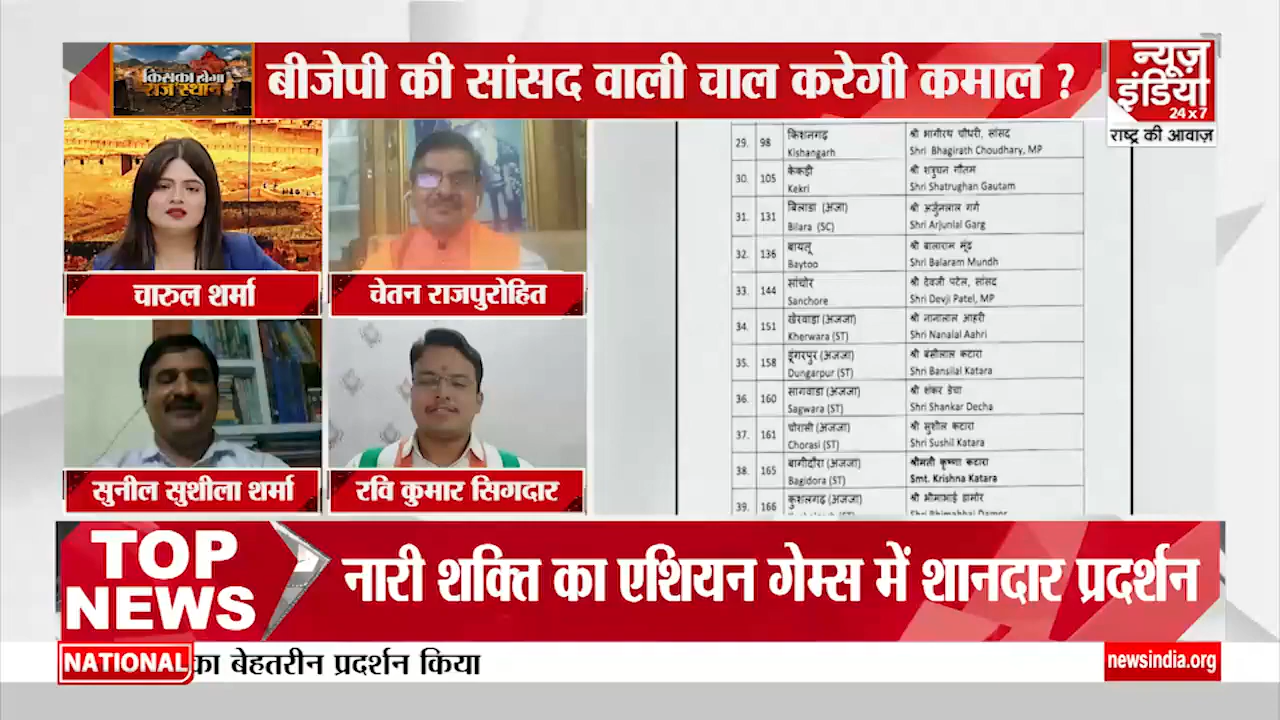 किसका होगा
राजस्थान
बीजेपी की सांसद वाली चाल करेगी कमाल ?
न्यूज़
इंडिया
24x7
राष्ट्र की आवाज़
चारुल शर्मा
चेतन राजपुरोहित
सुनील सुशीला शर्मा
रवि कुमार सिगदार
29. 98 किशनगढ़ श्री भागीरथ चौधरी, सांसद
Kishangarh Shri Bhagirath Choudhary, MP
30. 105 केकड़ी श्री शत्रुघन गौतम
Kekri Shri Shatrughan Gautam
31. 131 बिलाडा (अजा) श्री अर्जुनलाल गर्ग
Bilara (SC) Shri Arjunlal Garg
32. 136 बायतू श्री बालाराम मूंढ
Baytoo Shri Balaram Mundh
33. 144 सांचोर श्री देवजी पटेल, सांसद
Sanchore Shri Devji Patel, MP
34. 151 खेरवाडा (अजजा) श्री नानालाल आहरी
Kherwara (ST) Shri Nanalal Aahri
35. 158 डूंगरपुर (अजजा) श्री बंसीलाल कटारा
Dungarpur (ST) Shri Bansilal Katara
36. 160 सागवाडा (अजजा) श्री शंकर डेचा
Sagwara (ST) Shri Shankar Decha
37. 161 चोरासी (अजजा) श्री सुशील कटारा
Chorasi (ST) Shri Sushil Katara
38. 165 बागीदौरा (अजजा) श्रीमती कृष्णा कटारा
Bagidora (ST) Smt. Krishna Katara
39. 166 कुशलगढ़ (अजजा) श्री भीमाभाई डामोर
TOP
NEWS
नारी शक्ति का एशियन गेम्स में शानदार प्रदर्शन
NATIONAL
का बेहतरीन प्रदर्शन किया
newsindia.org